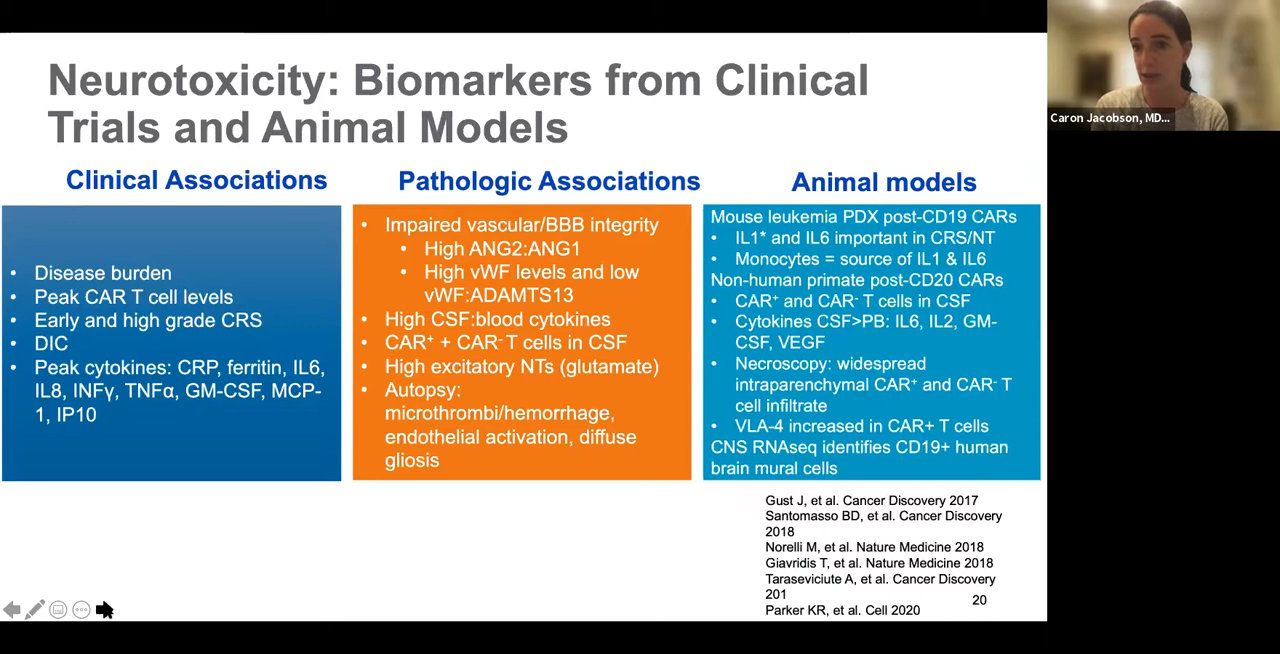 Neurotoxicity: Biomarkers from Clinical
Trials and Animal Models
Clinical Associations
• Disease burden
• Peak CAR T cell levels
• Early and high grade CRS
• DIC
• Peak cytokines: CRP, ferritin, IL6,
IL8, INFγ, TNFα, GM-CSF, MCP-
1, IP10
Pathologic Associations
• Impaired vascular/BBB integrity
• High ANG2:ANG1
• High vWF levels and low
vWF:ADAMTS13
• High CSF:blood cytokines
• CAR⁺ + CAR⁻ T cells in CSF
• High excitatory NTs (glutamate)
• Autopsy:
microthrombi/hemorrhage,
endothelial activation, diffuse
gliosis
Animal models
Mouse leukemia PDX post-CD19 CARs
• IL1* and IL6 important in CRS/NT
• Monocytes = source of IL1 & IL6
Non-human primate post-CD20 CARs
• CAR⁺ and CAR⁻ T cells in CSF
• Cytokines CSF>PB: IL6, IL2, GM-
CSF, VEGF
• Necroscopy: widespread
intraparenchymal CAR⁺ and CAR⁻ T
cell infiltrate
• VLA-4 increased in CAR+ T cells
CNS RNAseq identifies CD19+ human
brain mural cells
Gust J, et al. Cancer Discovery 2017
Santomasso BD, et al. Cancer Discovery
2018
Norelli M, et al. Nature Medicine 2018
Giavridis T, et al. Nature Medicine 2018
Taraseviciute A, et al. Cancer Discovery
201
Parker KR, et al. Cell 2020
20
Caron Jacobson, MD...